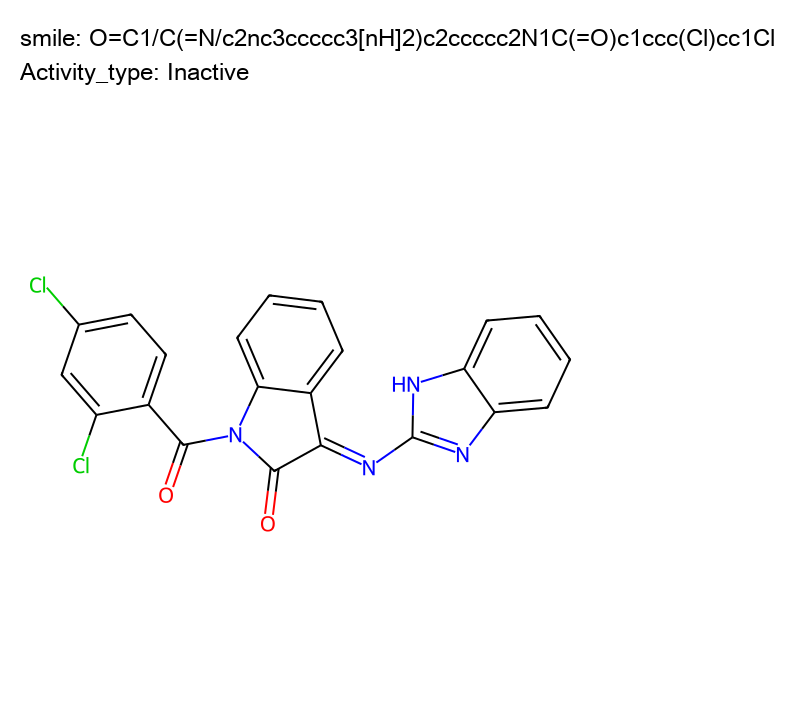 smile: O=C1/C(=N/c2nc3ccccc3[nH]2)c2ccccc2N1C(=O)c1ccc(Cl)cc1Cl
Activity_type: Inactive
Cl
HN
N
N
N
Cl
O
O